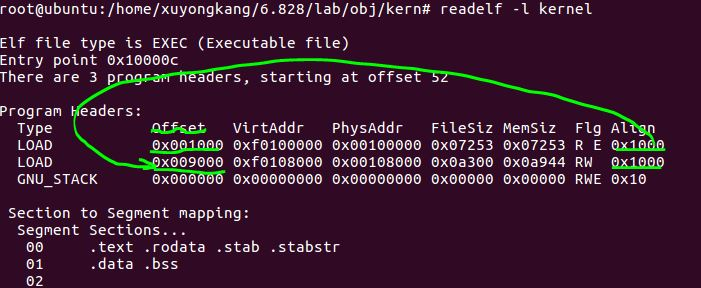 root@ubuntu:/home/xuyongkang/6.828/lab/obj/kern# readelf -l kernel
Elf file type is EXEC (Executable file)
Entry point 0x10000c
There are 3 program headers, starting at offset 52
Program Headers:
Type Offset VirtAddr PhysAddr FileSiz MemSiz Flg Align
LOAD 0x001000 0xf0100000 0x00100000 0x07253 0x07253 R E 0x1000
LOAD 0x009000 0xf0108000 0x00108000 0x0a300 0x0a944 RW 0x1000
GNU_STACK 0x000000 0x00000000 0x00000000 0x00000 0x00000 RWE 0x10
Section to Segment mapping:
Segment Sections...
00 .text .rodata .stab .stabstr
01 .data .bss
02